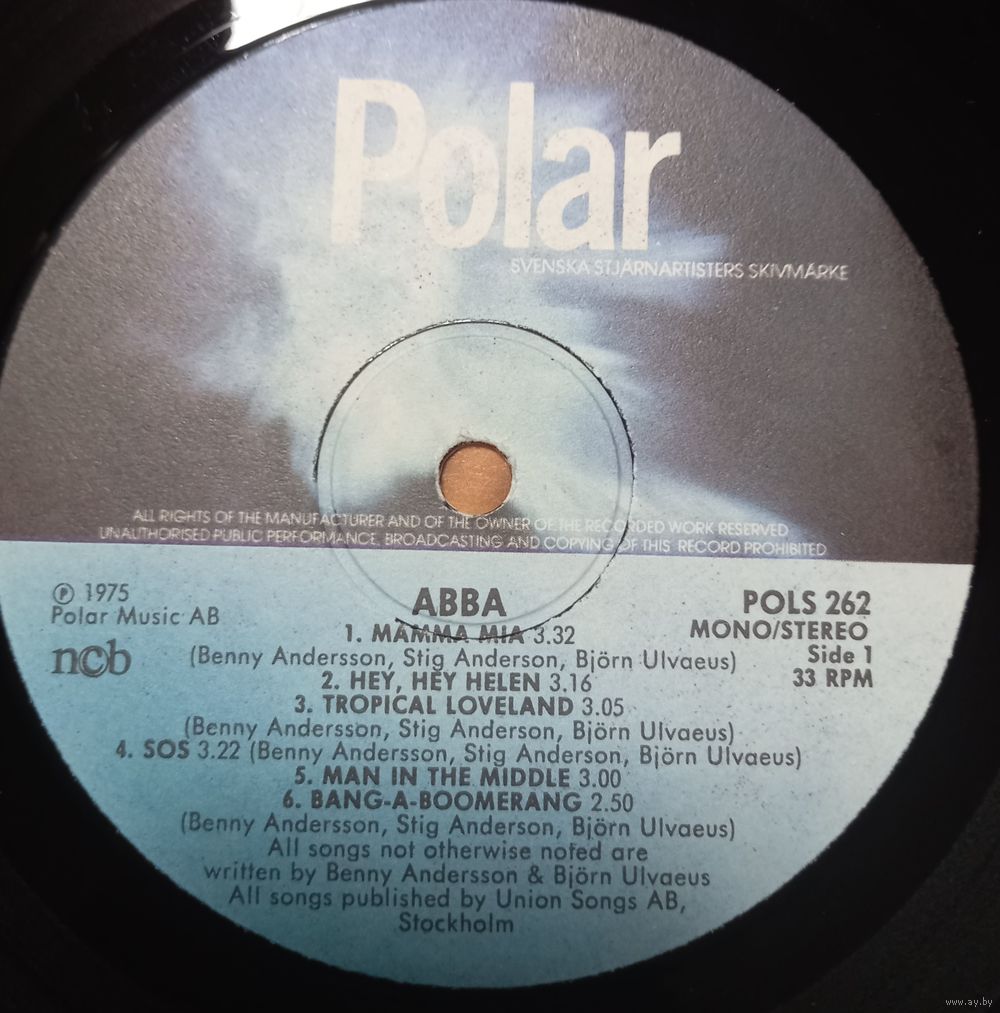 Polar
SVENSKA STJÄRNARTISTERS SKIVMÄRKE
ALL RIGHTS OF THE MANUFACTURER AND OF THE OWNER OF THE RECORDED WORK RESERVED
UNAUTHORISED PUBLIC PERFORMANCE, BROADCASTING AND COPYING OF THIS RECORD PROHIBITED
℗ 1975
Polar Music AB
ncb
ABBA
POLS 262
MONO/STEREO
Side 1
33 RPM
1. MAMMA MIA 3.32
(Benny Andersson, Stig Anderson, Björn Ulvaeus)
2. HEY, HEY HELEN 3.16
3. TROPICAL LOVELAND 3.05
(Benny Andersson, Stig Anderson, Björn Ulvaeus)
4. SOS 3.22 (Benny Andersson, Stig Anderson, Björn Ulvaeus)
5. MAN IN THE MIDDLE 3.00
6. BANG-A-BOOMERANG 2.50
(Benny Andersson, Stig Anderson, Björn Ulvaeus)
All songs not otherwise noted are
written by Benny Andersson & Björn Ulvaeus
All songs published by Union Songs AB,
Stockholm
www.ay.by